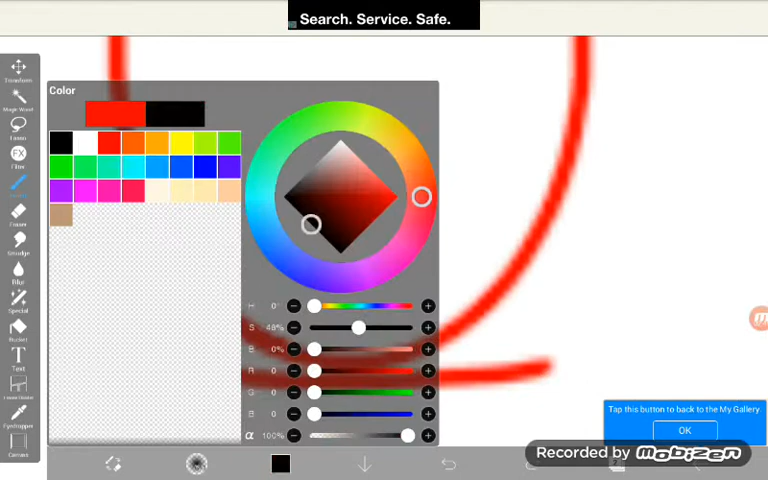 Search. Service. Safe.
Transform
Magic Wand
Lasso
FX
Filter
Eraser
Smudge
Blur
Special
Bucket
T
Text
Eyedropper
Canvas
Color
H 0°
S 48%
B 0%
R 0
G 0
B 0
α 100%
Tap this button to back to the My Gallery
OK
Recorded by MOBIZEN